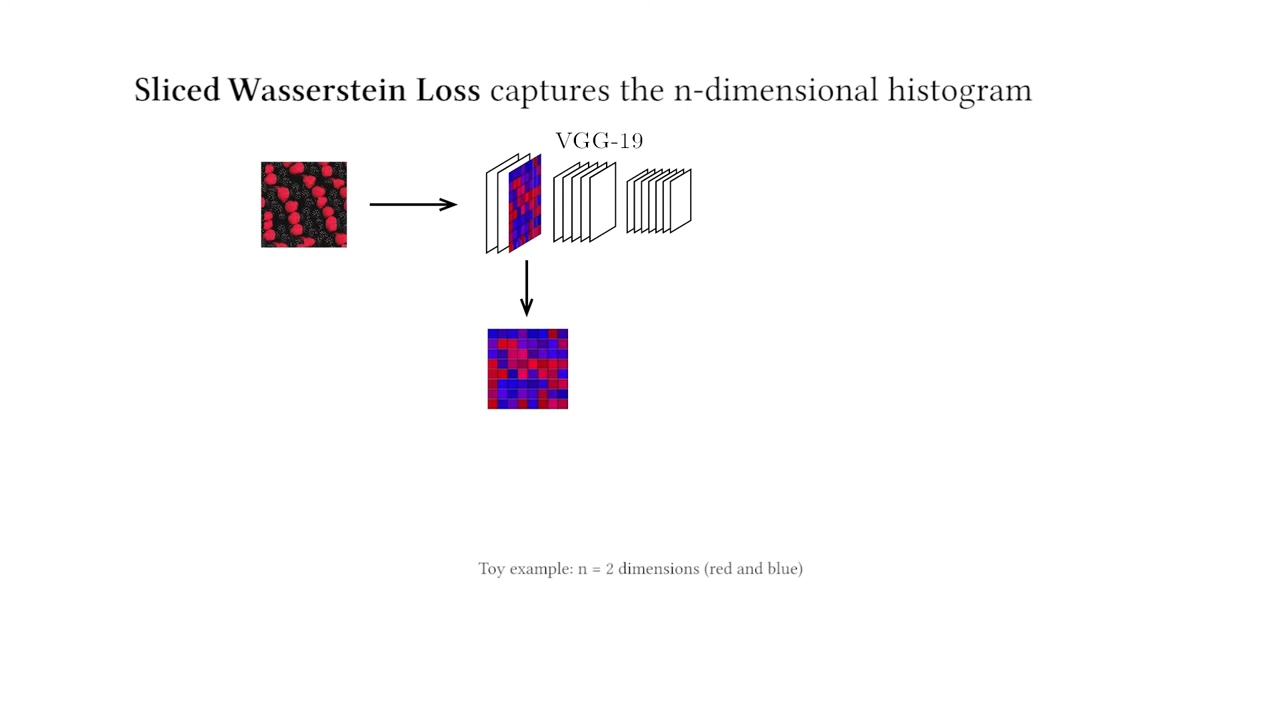 Sliced Wasserstein Loss captures the n-dimensional histogram
VGG-19
Toy example: n = 2 dimensions (red and blue)